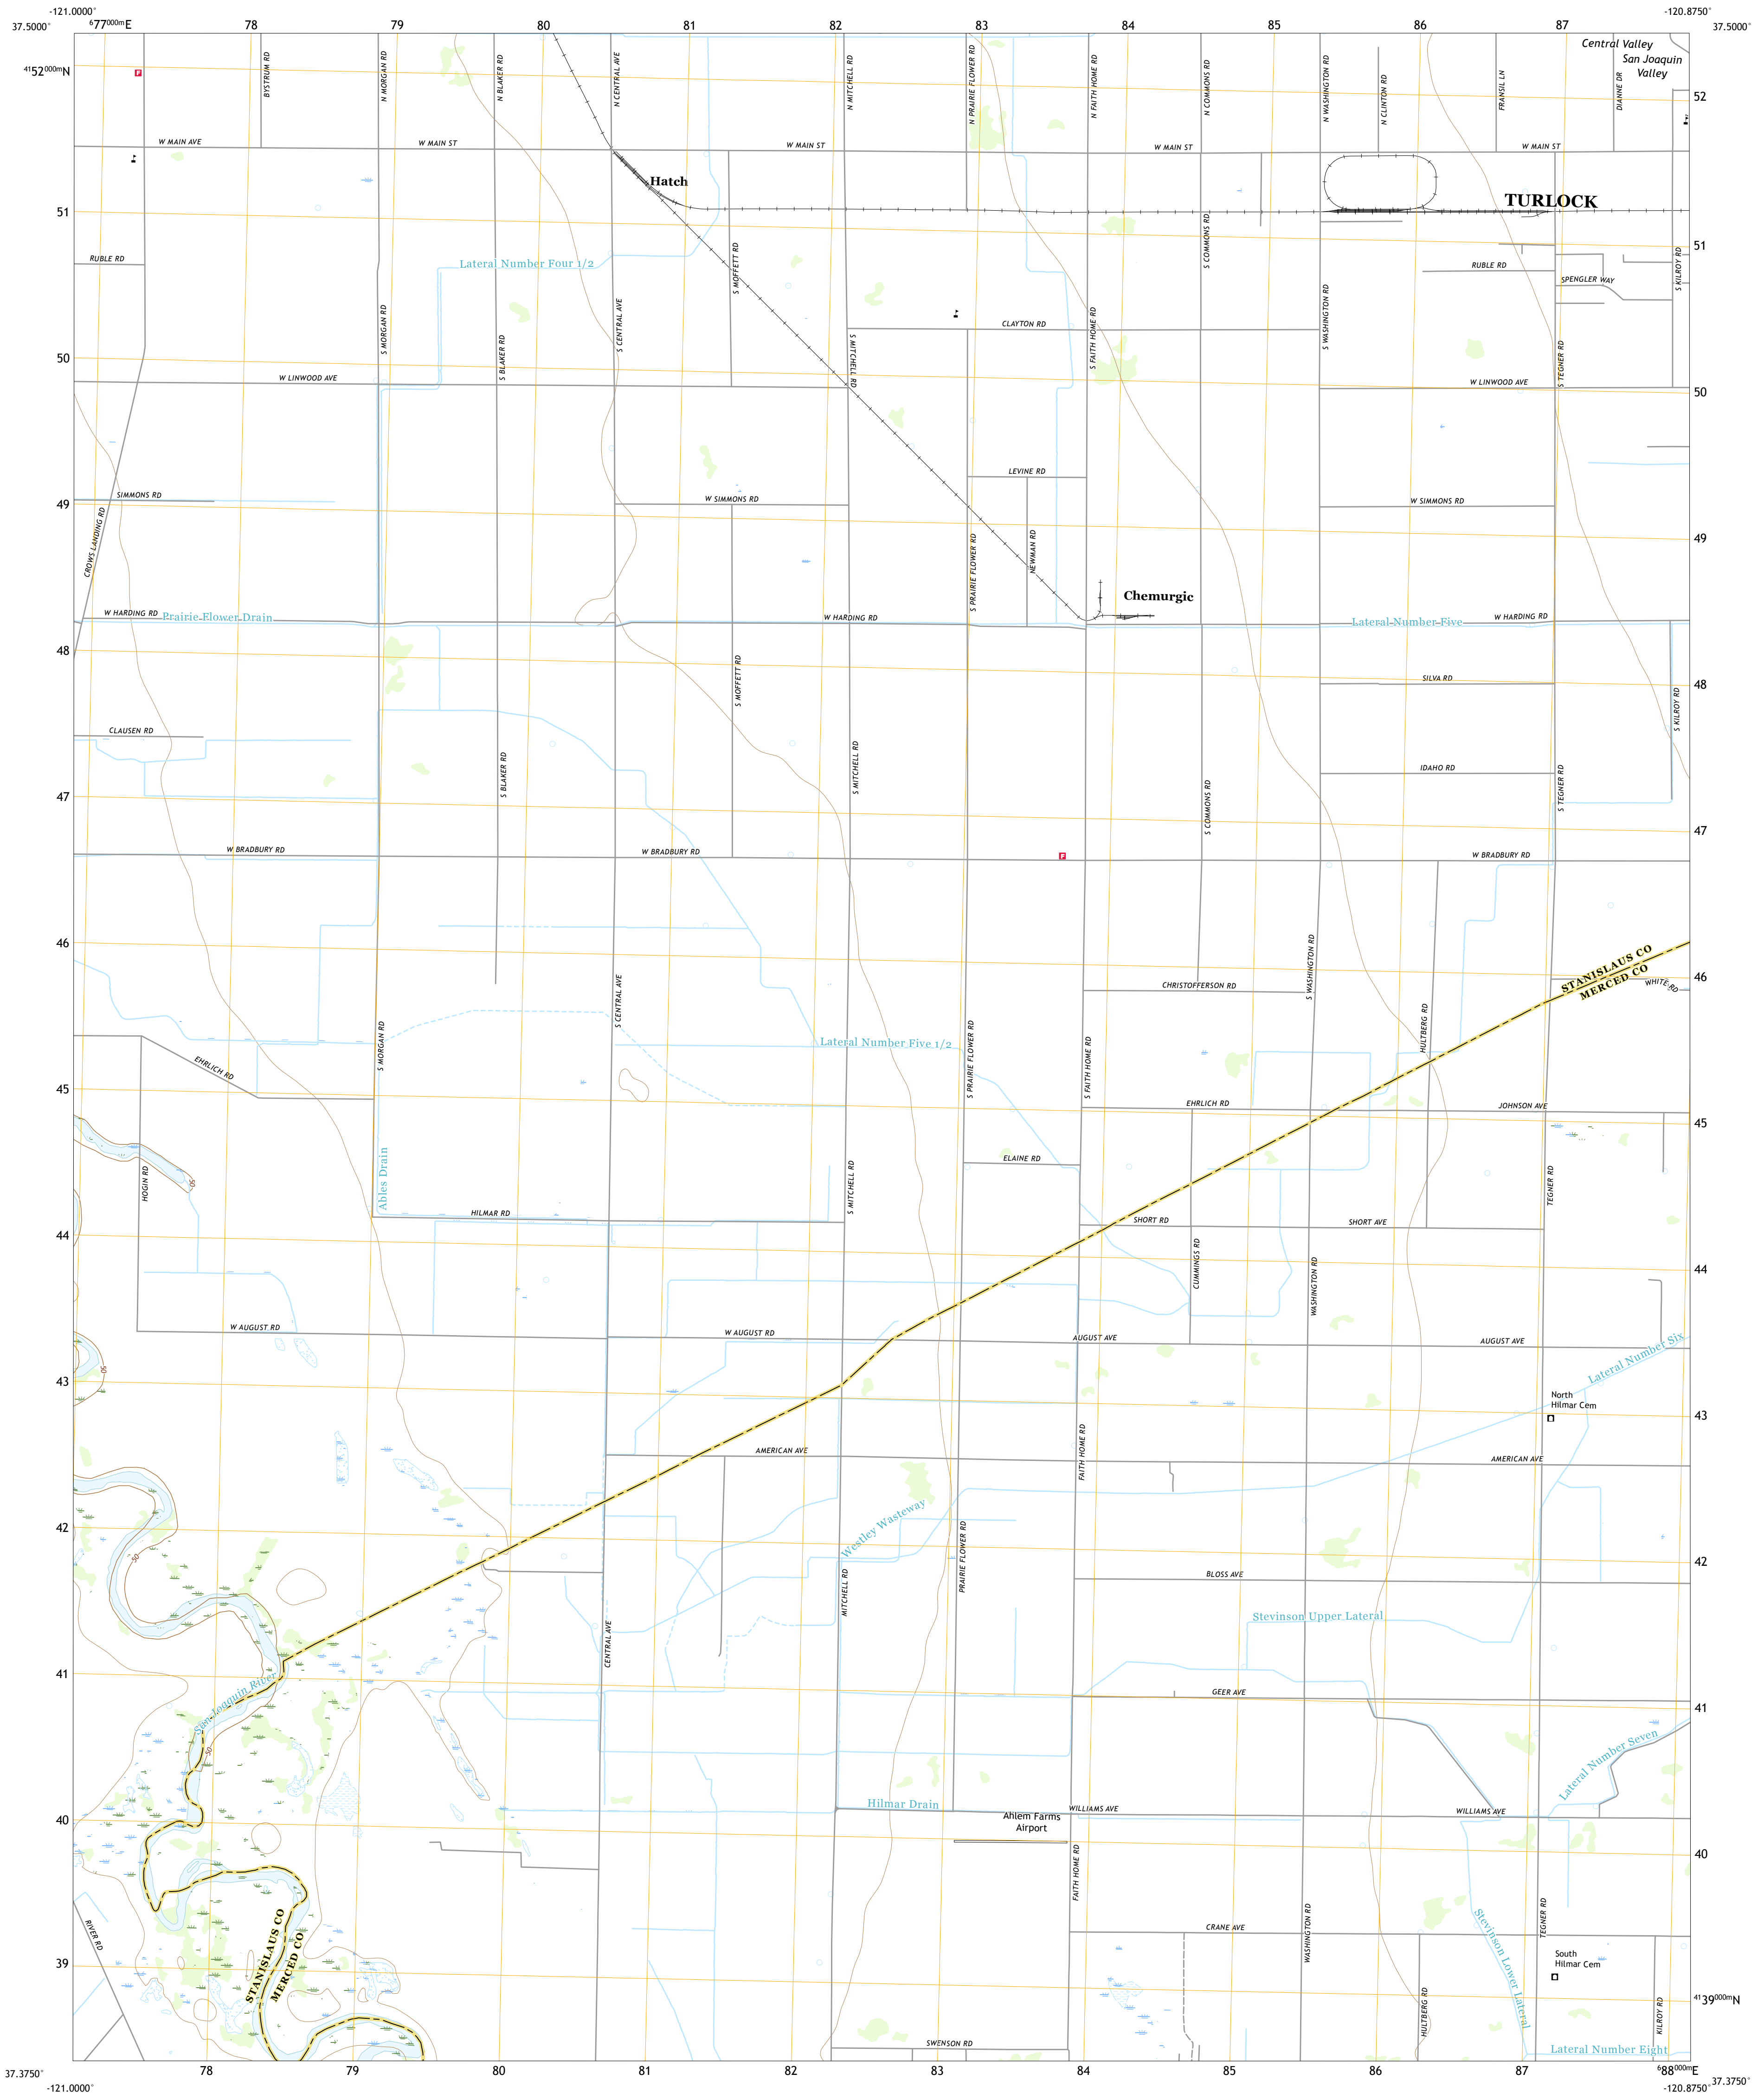 -121.0000°
-120.8750°
37.5000°
⁶77⁰⁰⁰ᵐE
78
79
80
81
82
83
84
85
86
87
37.5000°
Central Valley
San Joaquin
Valley
⁴¹52⁰⁰⁰ᵐN
52
BYSTRUM RD
N MORGAN RD
N BLAKER RD
N CENTRAL AVE
N MITCHELL RD
N PRAIRIE FLOWER RD
N FAITH HOME RD
N COMMONS RD
N WASHINGTON RD
N CLINTON RD
FRANSIL LN
DIANNE DR
W MAIN AVE
W MAIN ST
W MAIN ST
W MAIN ST
W MAIN ST
Hatch
TURLOCK
51
51
RUBLE RD
Lateral Number Four 1/2
S MOFFETT RD
S COMMONS RD
RUBLE RD
SPENGLER WAY
S KILROY RD
S MORGAN RD
S BLAKER RD
S CENTRAL AVE
S MITCHELL RD
CLAYTON RD
S FAITH HOME RD
S WASHINGTON RD
S TEGNER RD
50
50
W LINWOOD AVE
W LINWOOD AVE
LEVINE RD
SIMMONS RD
W SIMMONS RD
W SIMMONS RD
49
49
CROWS LANDING RD
S PRAIRIE FLOWER RD
NEWMAN RD
Chemurgic
W HARDING RD
Prairie Flower Drain
W HARDING RD
Lateral Number Five
W HARDING RD
48
48
S MOFFETT RD
SILVA RD
S KILROY RD
CLAUSEN RD
S BLAKER RD
S MITCHELL RD
S COMMONS RD
IDAHO RD
S TEGNER RD
47
47
W BRADBURY RD
W BRADBURY RD
W BRADBURY RD
46
46
STANISLAUS CO
MERCED CO
WHITE RD
S CENTRAL AVE
CHRISTOFFERSON RD
S WASHINGTON RD
HULTBERG RD
S MORGAN RD
Lateral Number Five 1/2
S PRAIRIE FLOWER RD
S FAITH HOME RD
EHRLICH RD
45
45
EHRLICH RD
JOHNSON AVE
HOGIN RD
50
Ables Drain
ELAINE RD
S MITCHELL RD
TEGNER RD
HILMAR RD
SHORT RD
SHORT AVE
44
44
CUMMINGS RD
WASHINGTON RD
W AUGUST RD
W AUGUST RD
AUGUST AVE
AUGUST AVE
Lateral Number Six
50
43
43
North
Hilmar Cem
FAITH HOME RD
AMERICAN AVE
AMERICAN AVE
42
42
50
Westley Wasteway
PRAIRIE FLOWER RD
MITCHELL RD
BLOSS AVE
Stevinson Upper Lateral
CENTRAL AVE
41
41
San Joaquin River
GEER AVE
50
Lateral Number Seven
40
40
Hilmar Drain
WILLIAMS AVE
WILLIAMS AVE
Ahlem Farms
Airport
FAITH HOME RD
RIVER RD
STANISLAUS CO
MERCED CO
CRANE AVE
WASHINGTON RD
Stevinson Lower Lateral
TEGNER RD
South
Hilmar Cem
39
⁴¹39⁰⁰⁰ᵐN
HULTBERG RD
KILROY RD
SWENSON RD
Lateral Number Eight
37.3750°
78
79
80
81
82
83
84
85
86
87
⁶88⁰⁰⁰ᵐE
37.3750°
-121.0000°
-120.8750°